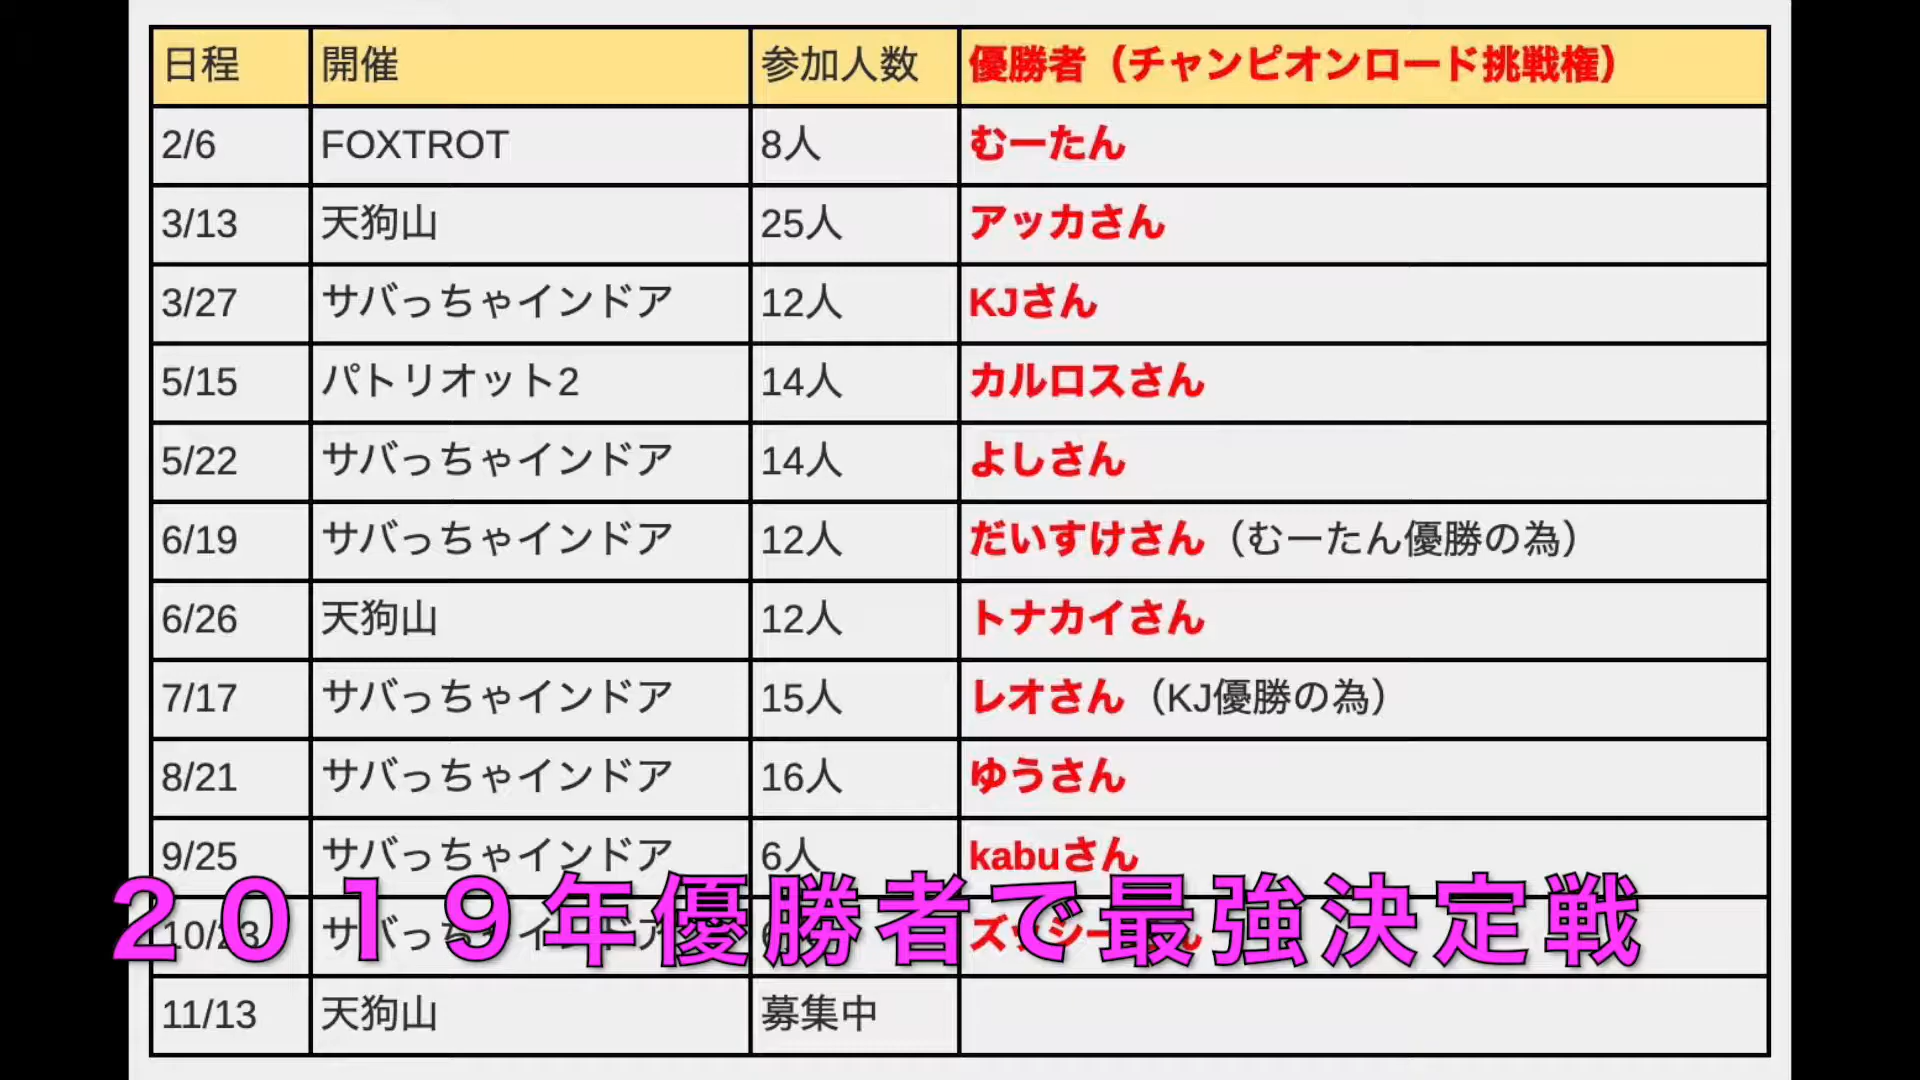 日程 開催 参加人数 優勝者（チャンピオンロード挑戦権）
2/6 FOXTROT 8人 むーたん
3/13 天狗山 25人 アッカさん
3/27 サバっちゃインドア 12人 KJさん
5/15 パトリオット2 14人 カルロスさん
5/22 サバっちゃインドア 14人 よしさん
6/19 サバっちゃインドア 12人 だいすけさん（むーたん優勝の為）
6/26 天狗山 12人 トナカイさん
7/17 サバっちゃインドア 15人 レオさん（KJ優勝の為）
8/21 サバっちゃインドア 16人 ゆうさん
9/25 サバっちゃインドア 6人 kabuさん
２０１９年優勝者で最強決定戦
11/13 天狗山 募集中